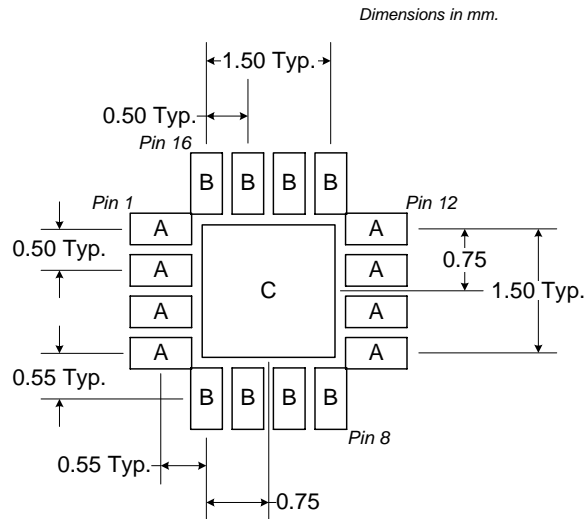 Dimensions in mm.
1.50 Typ.
0.50 Typ.
Pin 16
B B B B
Pin 1
Pin 12
A A
0.50 Typ.
0.75
A A
C
1.50 Typ.
A A
A A
0.55 Typ.
B B B B
Pin 8
0.55 Typ.
0.75